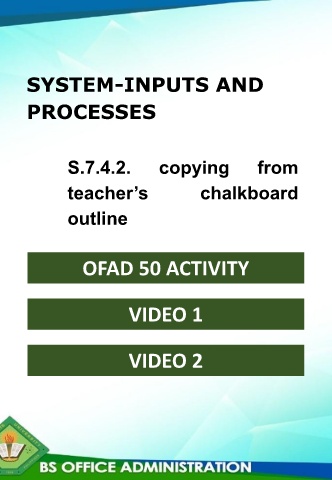 SYSTEM-INPUTS AND
PROCESSES
S.7.4.2. copying from
teacher's chalkboard
outline
OFAD 50 ACTIVITY
VIDEO 1
VIDEO 2
BS OFFICE ADMINISTRATION